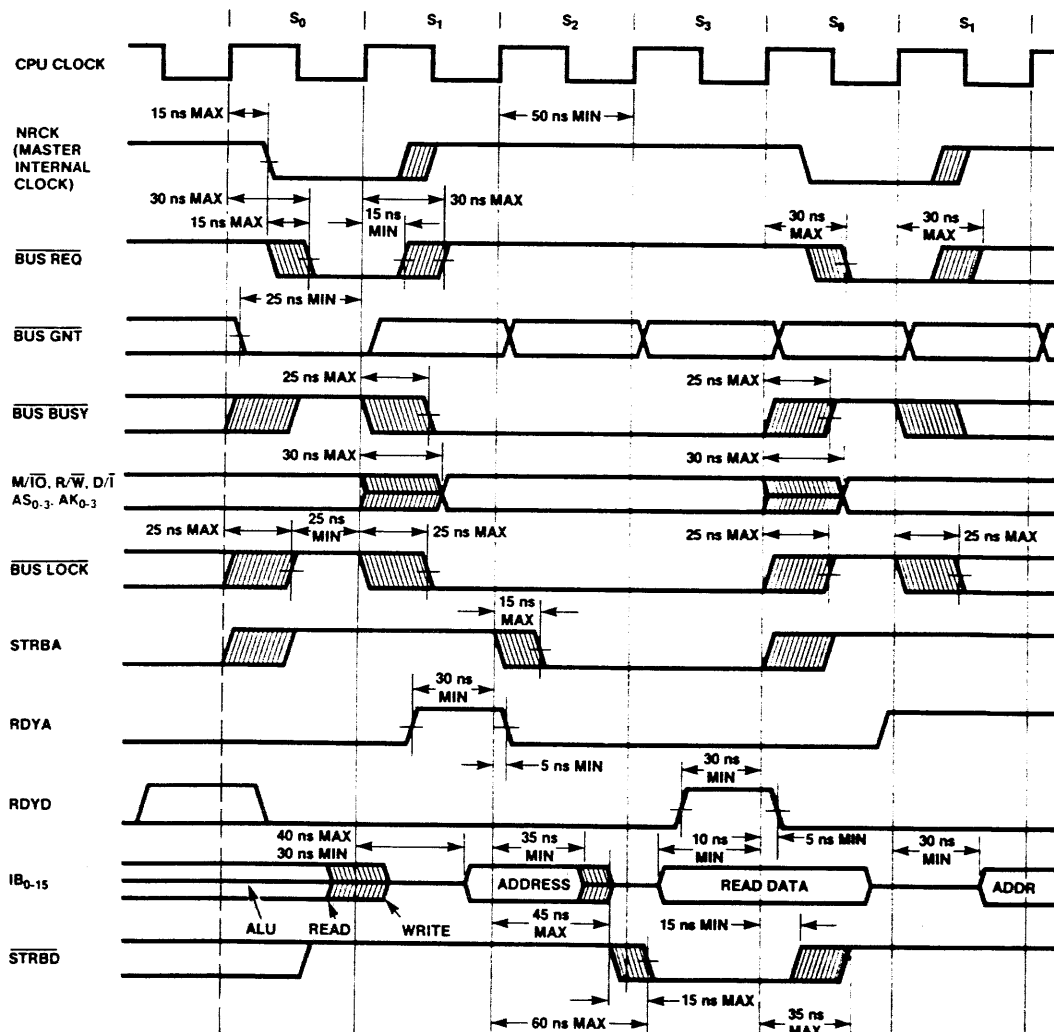 S0 S1 S2 S3 S0 S1
CPU CLOCK
15 ns MAX 50 ns MIN
NRCK
(MASTER
INTERNAL
CLOCK)
30 ns MAX 30 ns MAX
15 ns MAX 15 ns MIN 30 ns MAX 30 ns MAX
BUS REQ
25 ns MIN
BUS GNT
25 ns MAX 25 ns MAX
BUS BUSY
30 ns MAX 30 ns MAX
M/IO, R/W, D/I
AS0-3, AK0-3
25 ns MAX 25 ns MIN 25 ns MAX 25 ns MAX 25 ns MAX
BUS LOCK
15 ns MAX
STRBA
30 ns MIN
RDYA
5 ns MIN
30 ns MIN
RDYD
40 ns MAX 35 ns MIN 10 ns MIN 5 ns MIN 30 ns MIN
30 ns MIN
IB0-15 ADDRESS READ DATA ADDR
ALU READ WRITE 45 ns MAX 15 ns MIN
STRBD
15 ns MAX
60 ns MAX 35 ns MAX